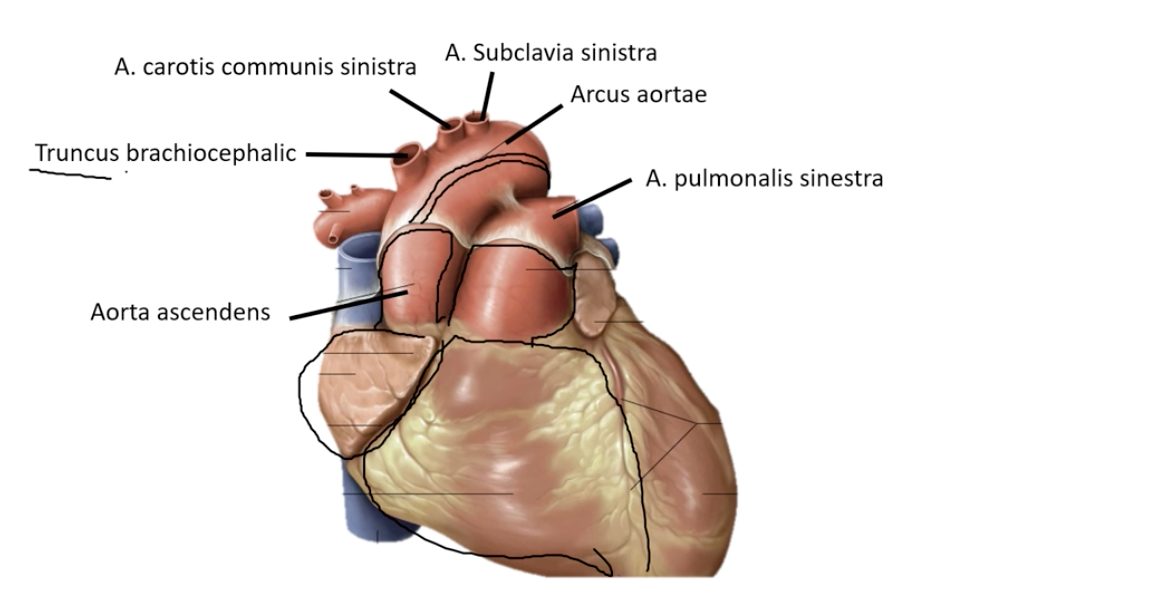 A. Subclavia sinistra
A. carotis communis sinistra
Arcus aortae
Truncus brachiocephalic
A. pulmonalis sinestra
Aorta ascendens